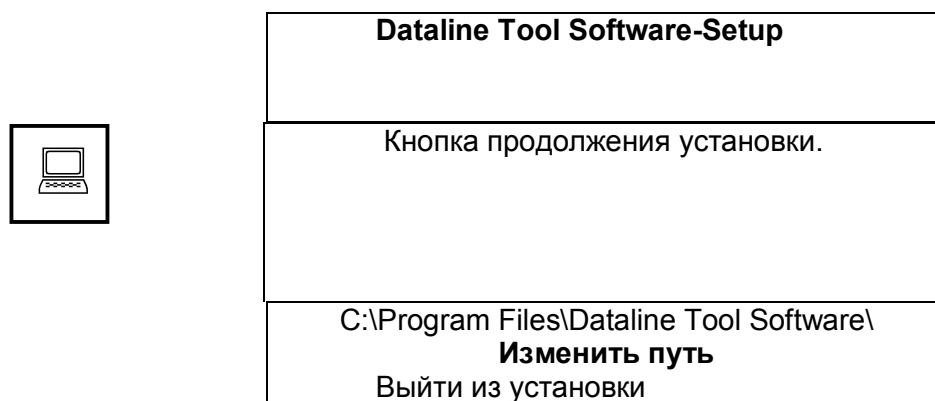 Dataline Tool Software-Setup
Кнопка продолжения установки.
C:\Program Files\Dataline Tool Software\
Изменить путь
Выйти из установки